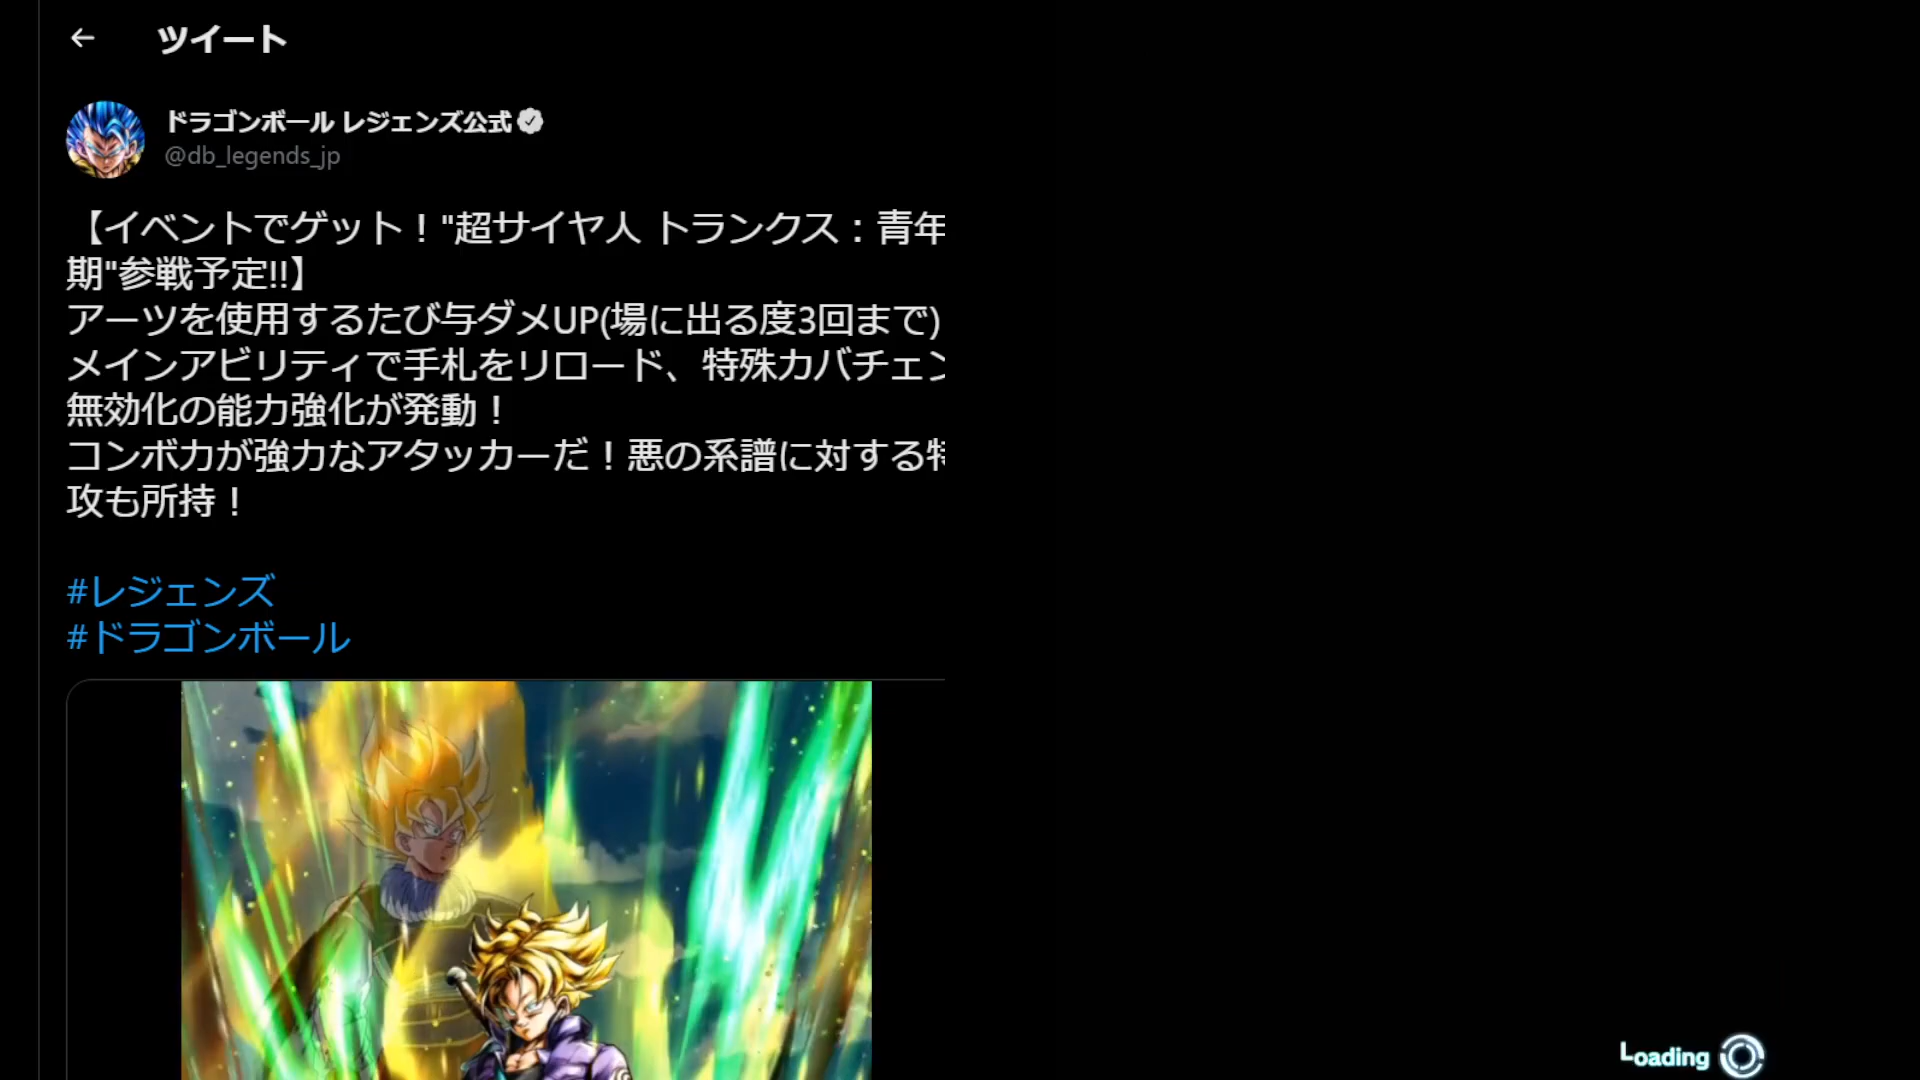 ツイート
ドラゴンボール レジェンズ公式
@db_legends_jp
【イベントでゲット！"超サイヤ人 トランクス：青年
期"参戦予定!!】
アーツを使用するたび与ダメUP(場に出る度3回まで)
メインアビリティで手札をリロード、特殊カバチェン
無効化の能力強化が発動！
コンボ力が強力なアタッカーだ！悪の系譜に対する特
攻も所持！
#レジェンズ
#ドラゴンボール
Loading